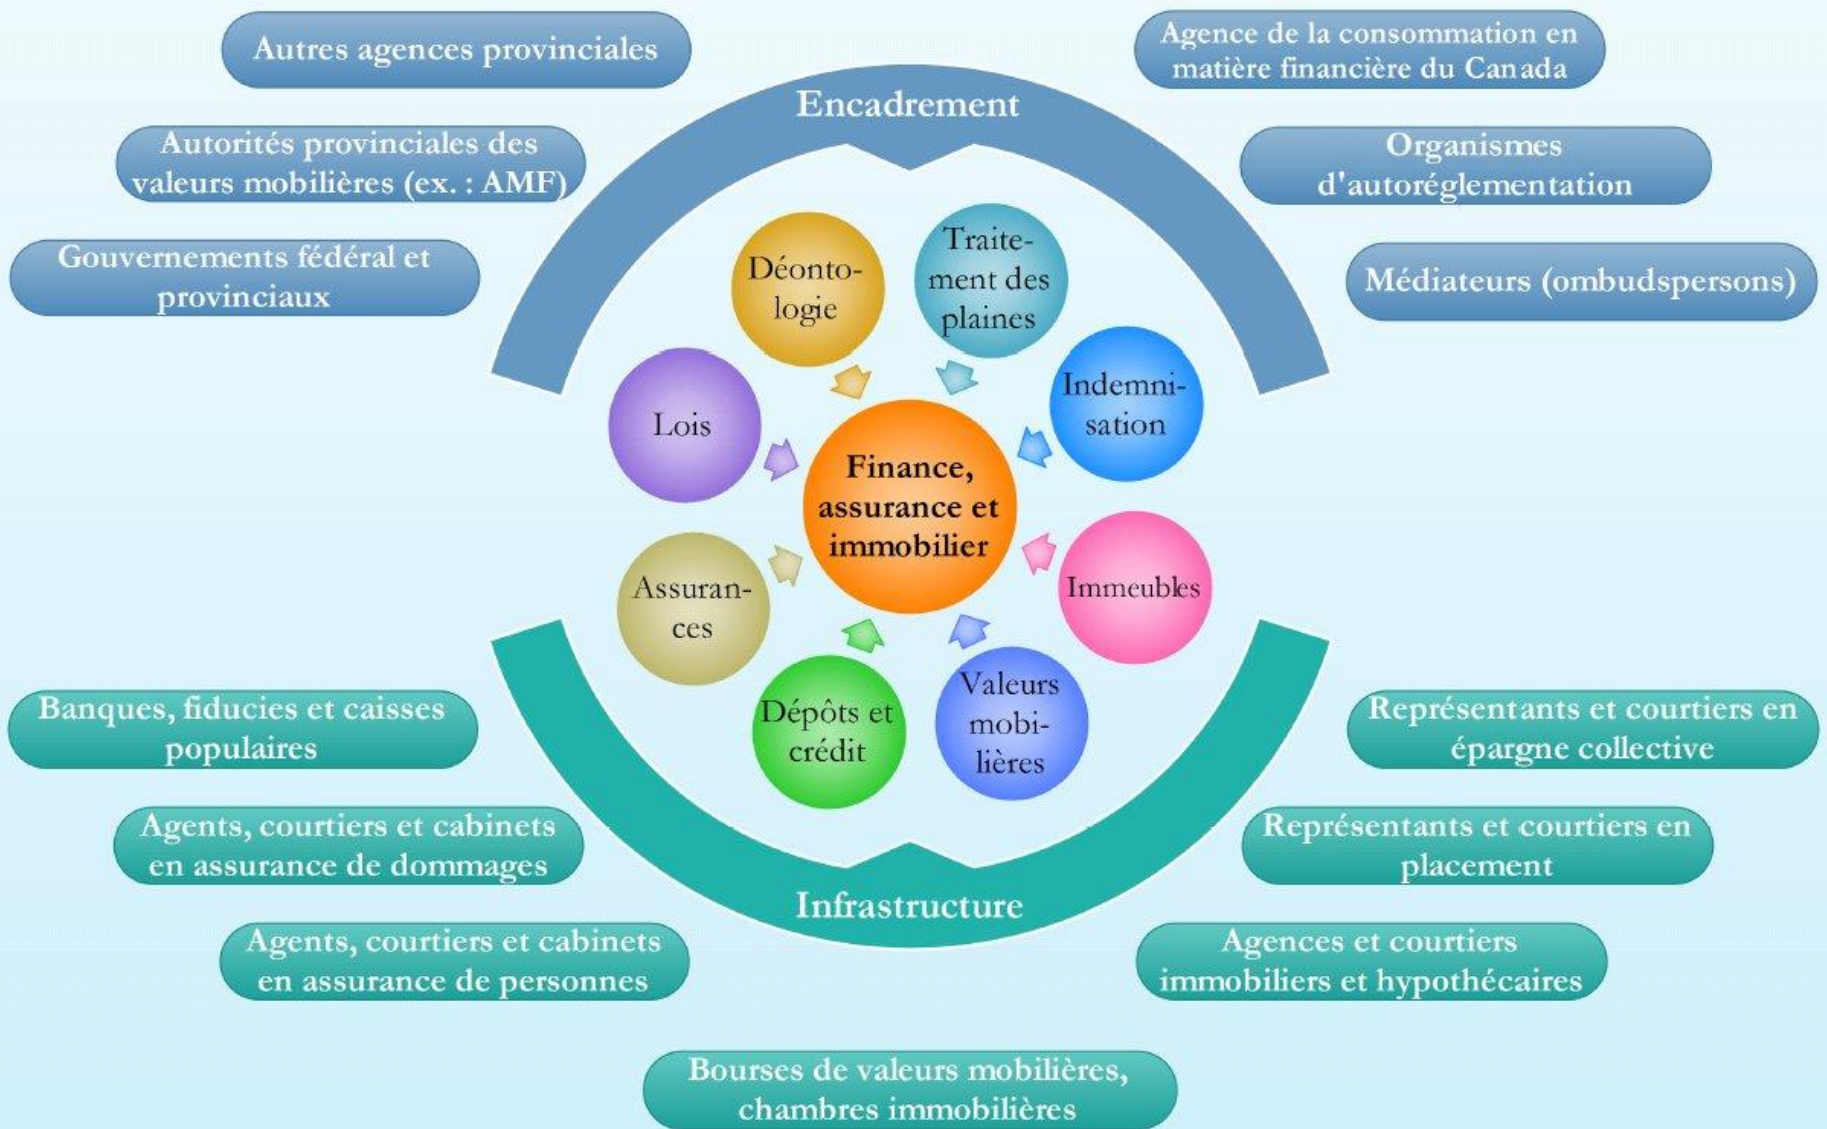 Autres agences provinciales
Agence de la consommation en
matière financière du Canada
Encadrement
Autorités provinciales des
valeurs mobilières (ex. : AMF)
Organismes
d'autoréglementation
Gouvernements fédéral et
provinciaux
Médiateurs (ombudspersons)
Déonto-
logie
Traite-
ment des
plaines
Lois
Indemni-
sation
Finance,
assurance et
immobilier
Assuran-
ces
Immeubles
Dépôts et
crédit
Valeurs
mobi-
lières
Banques, fiducies et caisses
populaires
Représentants et courtiers en
épargne collective
Agents, courtiers et cabinets
en assurance de dommages
Représentants et courtiers en
placement
Infrastructure
Agents, courtiers et cabinets
en assurance de personnes
Agences et courtiers
immobiliers et hypothécaires
Bourses de valeurs mobilières,
chambres immobilières